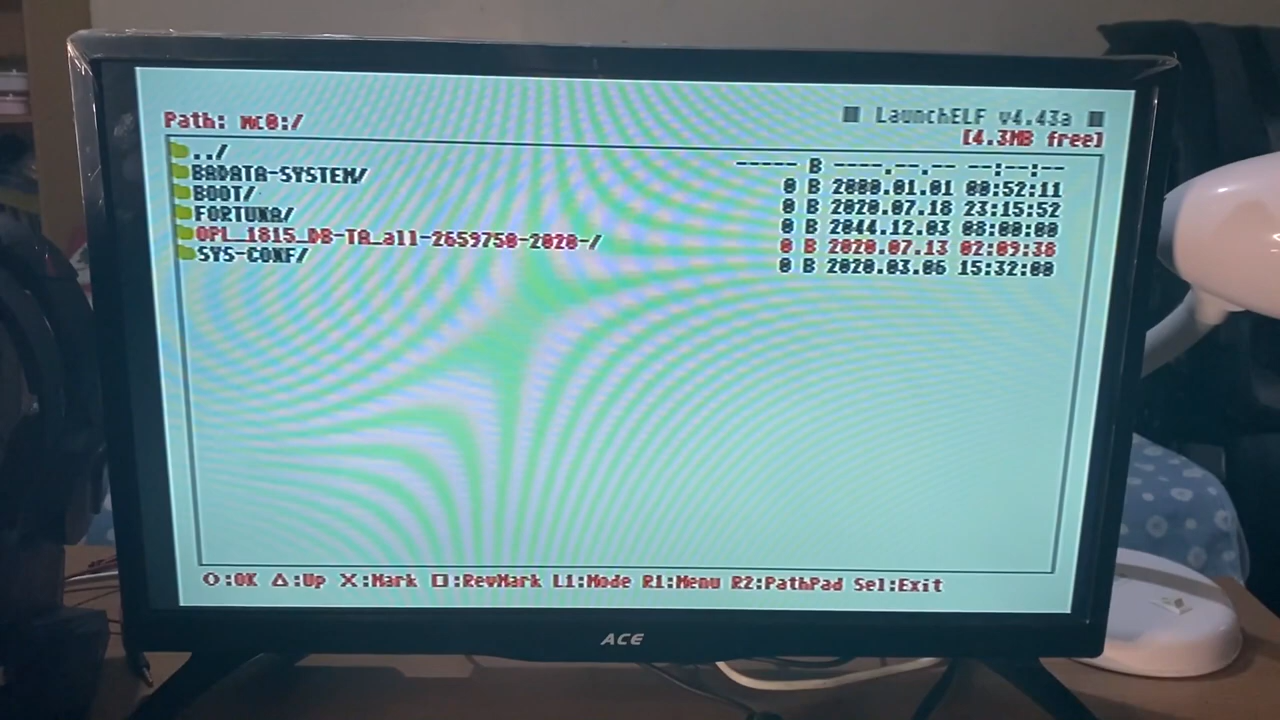 Path: mc0:/
LaunchELF v4.43a
[4.3MB free]
../ ----- B ----.--.-- --:--:--
BADATA-SYSTEM/ 0 B 2000.01.01 00:52:11
BOOT/ 0 B 2020.07.18 23:15:52
FORTUNA/ 0 B 2044.12.03 08:00:00
OPL_1815_DB-TA_all-2659750-2020-/ 0 B 2020.07.13 02:09:38
SYS-CONF/ 0 B 2020.03.06 15:32:00
O:OK △:Up X:Mark □:RevMark L1:Mode R1:Menu R2:PathPad Sel:Exit
ACE